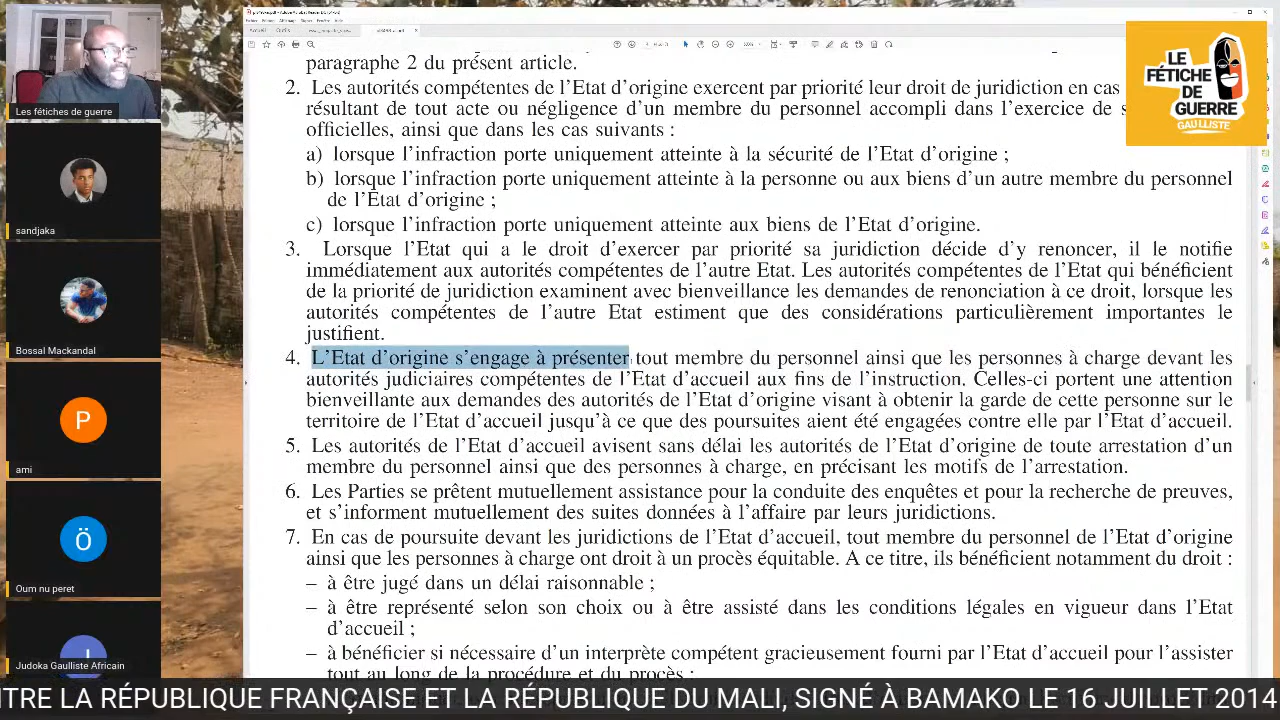 paragraphe 2 du présent article.
2. Les autorités compétentes de l'Etat d'origine exercent par priorité leur droit de juridiction en cas
résultant de tout acte ou négligence d'un membre du personnel accompli dans l'exercice de s
officielles, ainsi que dans les cas suivants :
a) lorsque l'infraction porte uniquement atteinte à la sécurité de l'Etat d'origine ;
b) lorsque l'infraction porte uniquement atteinte à la personne ou aux biens d'un autre membre du personnel
de l'Etat d'origine ;
c) lorsque l'infraction porte uniquement atteinte aux biens de l'Etat d'origine.
3. Lorsque l'Etat qui a le droit d'exercer par priorité sa juridiction décide d'y renoncer, il le notifie
immédiatement aux autorités compétentes de l'autre Etat. Les autorités compétentes de l'Etat qui bénéficient
de la priorité de juridiction examinent avec bienveillance les demandes de renonciation à ce droit, lorsque les
autorités compétentes de l'autre Etat estiment que des considérations particulièrement importantes le
justifient.
4. L'Etat d'origine s'engage à présenter tout membre du personnel ainsi que les personnes à charge devant les
autorités judiciaires compétentes de l'Etat d'accueil aux fins de l'instruction. Celles-ci portent une attention
bienveillante aux demandes des autorités de l'Etat d'origine visant à obtenir la garde de cette personne sur le
territoire de l'Etat d'accueil jusqu'à ce que des poursuites aient été engagées contre elle par l'Etat d'accueil.
5. Les autorités de l'Etat d'accueil avisent sans délai les autorités de l'Etat d'origine de toute arrestation d'un
membre du personnel ainsi que des personnes à charge, en précisant les motifs de l'arrestation.
6. Les Parties se prêtent mutuellement assistance pour la conduite des enquêtes et pour la recherche de preuves,
et s'informent mutuellement des suites données à l'affaire par leurs juridictions.
7. En cas de poursuite devant les juridictions de l'Etat d'accueil, tout membre du personnel de l'Etat d'origine
ainsi que les personnes à charge ont droit à un procès équitable. A ce titre, ils bénéficient notamment du droit :
– à être jugé dans un délai raisonnable ;
– à être représenté selon son choix ou à être assisté dans les conditions légales en vigueur dans l'Etat
d'accueil ;
– à bénéficier si nécessaire d'un interprète compétent gracieusement fourni par l'Etat d'accueil pour l'assister
tout au long de la procédure et du procès ;
LE
FÉTICHE
DE
GUERRE
GAULLISTE
Les fétiches de guerre
sandjaka
Bossal Mackandal
P
ami
Ö
Oum nu peret
Judoka Gaulliste Africain
NTRE LA RÉPUBLIQUE FRANÇAISE ET LA RÉPUBLIQUE DU MALI, SIGNÉ À BAMAKO LE 16 JUILLET 2014